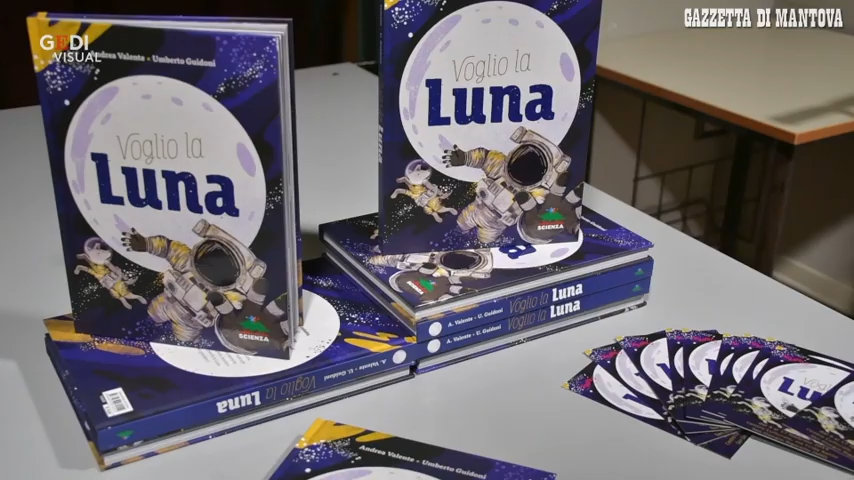 GEDI
VISUAL
GAZZETTA DI MANTOVA
Andrea Valente • Umberto Guidoni
Voglio la
Luna
SCIENZA
Voglio la
Luna
SCIENZA
A. Valente • U. Guidoni Voglio la Luna
A. Valente • U. Guidoni Voglio la Luna
A. Valente • U. Guidoni Voglio la Luna
Andrea Valente • Umberto Guidoni